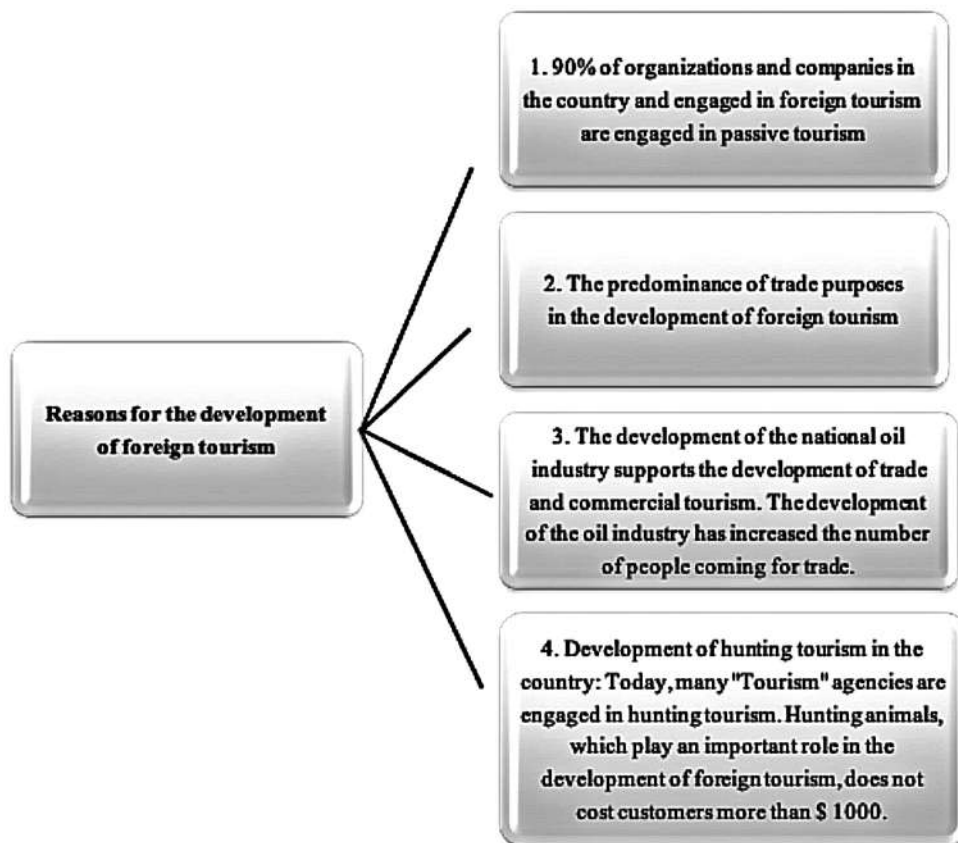 1. 90% of organizations and companies in
the country and engaged in foreign tourism
are engaged in passive tourism
2. The predominance of trade purposes
in the development of foreign tourism
Reasons for the development
of foreign tourism
3. The development of the national oil
industry supports the development of trade
and commercial tourism. The development
of the oil industry has increased the number
of people coming for trade.
4. Development of hunting tourism in the
country: Today, many "Tourism" agencies are
engaged in hunting tourism. Hunting animals,
which play an important role in the
development of foreign tourism, does not
cost customers more than $ 1000.